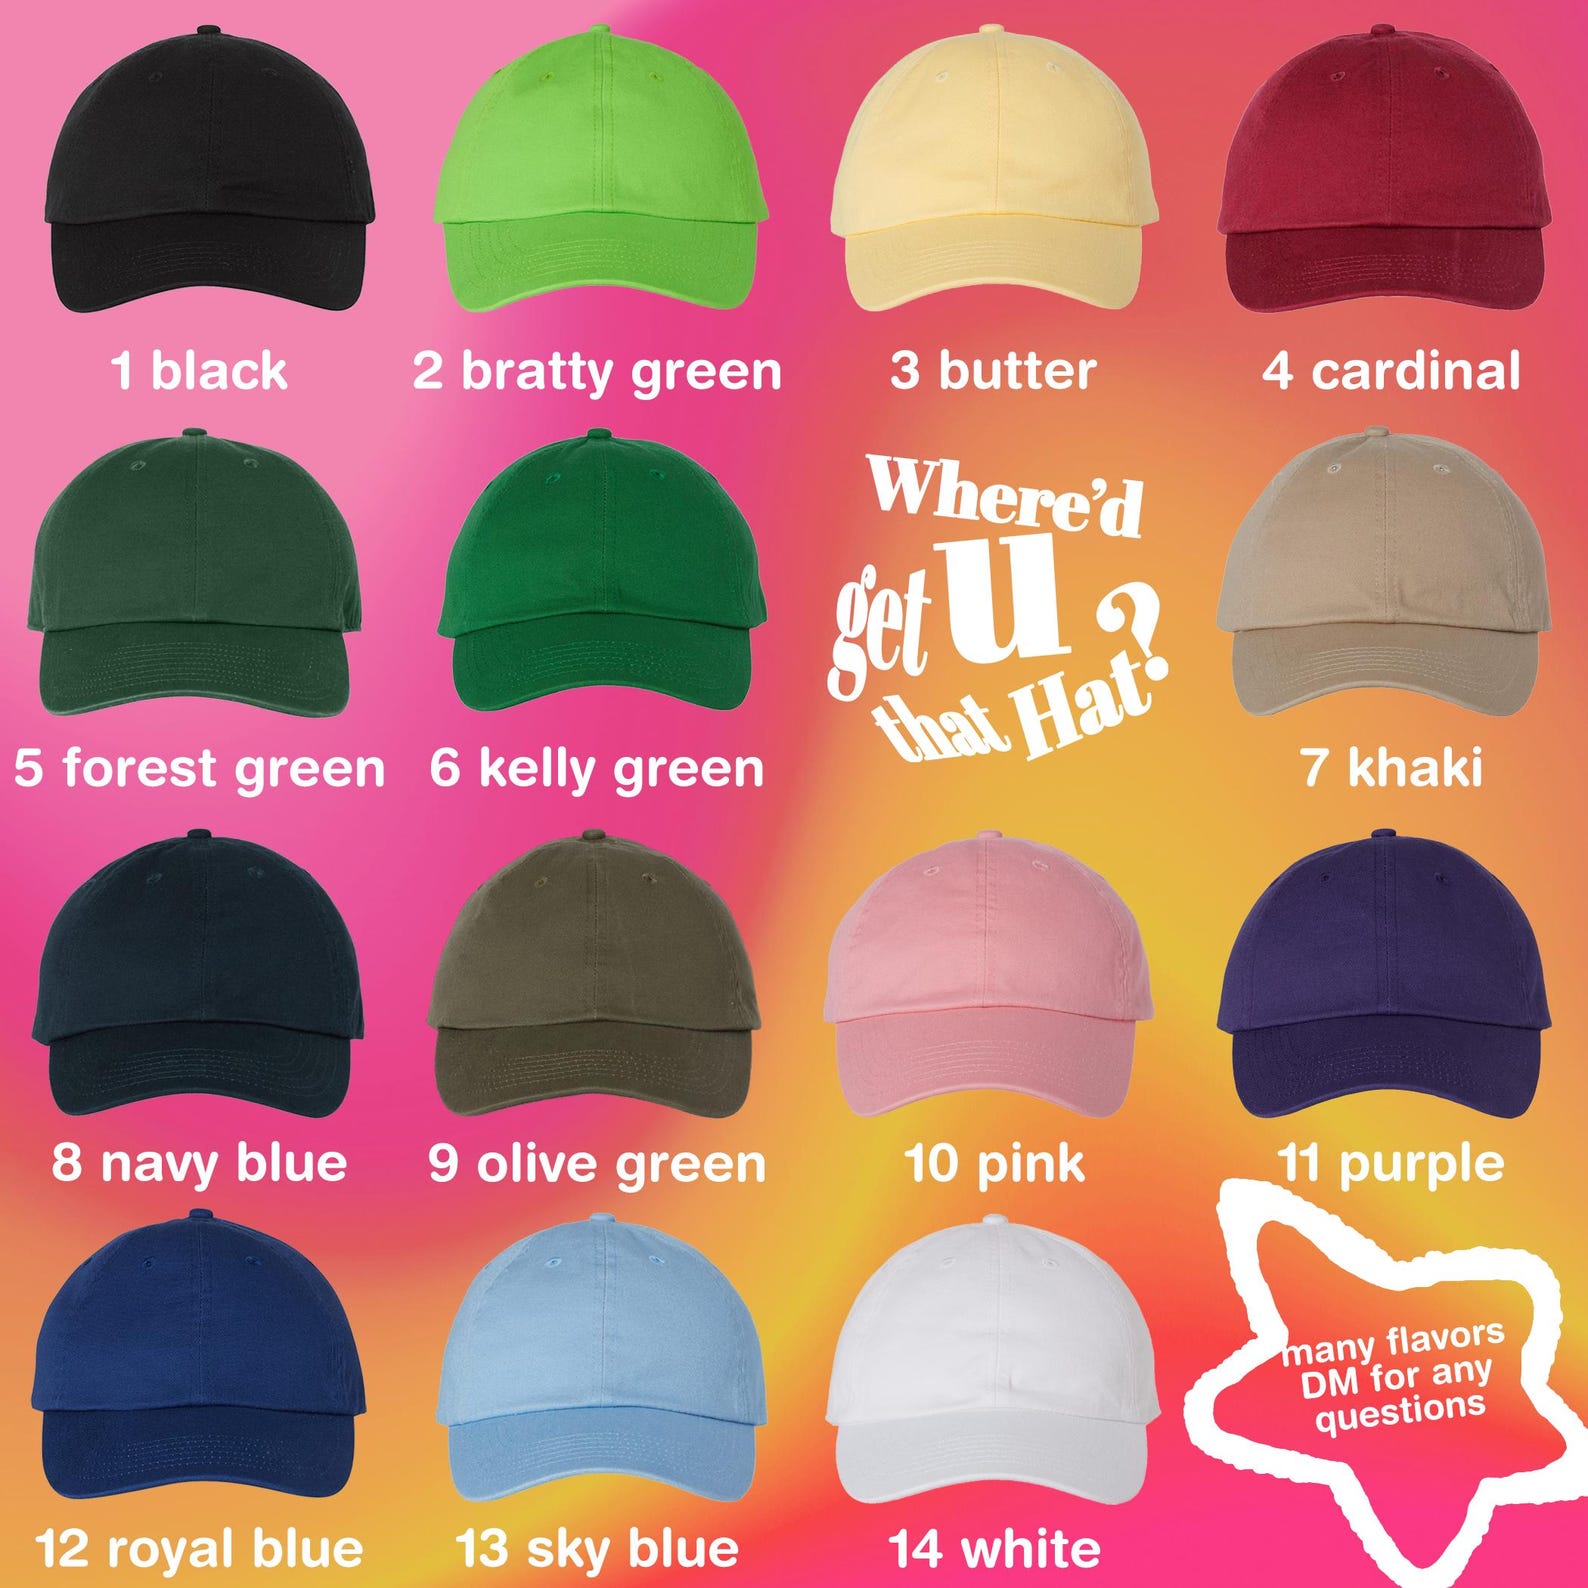 1 black
2 bratty green
3 butter
4 cardinal
5 forest green
6 kelly green
Where'd
get u
that Hat?
7 khaki
8 navy blue
9 olive green
10 pink
11 purple
12 royal blue
13 sky blue
14 white
many flavors
DM for any
questions